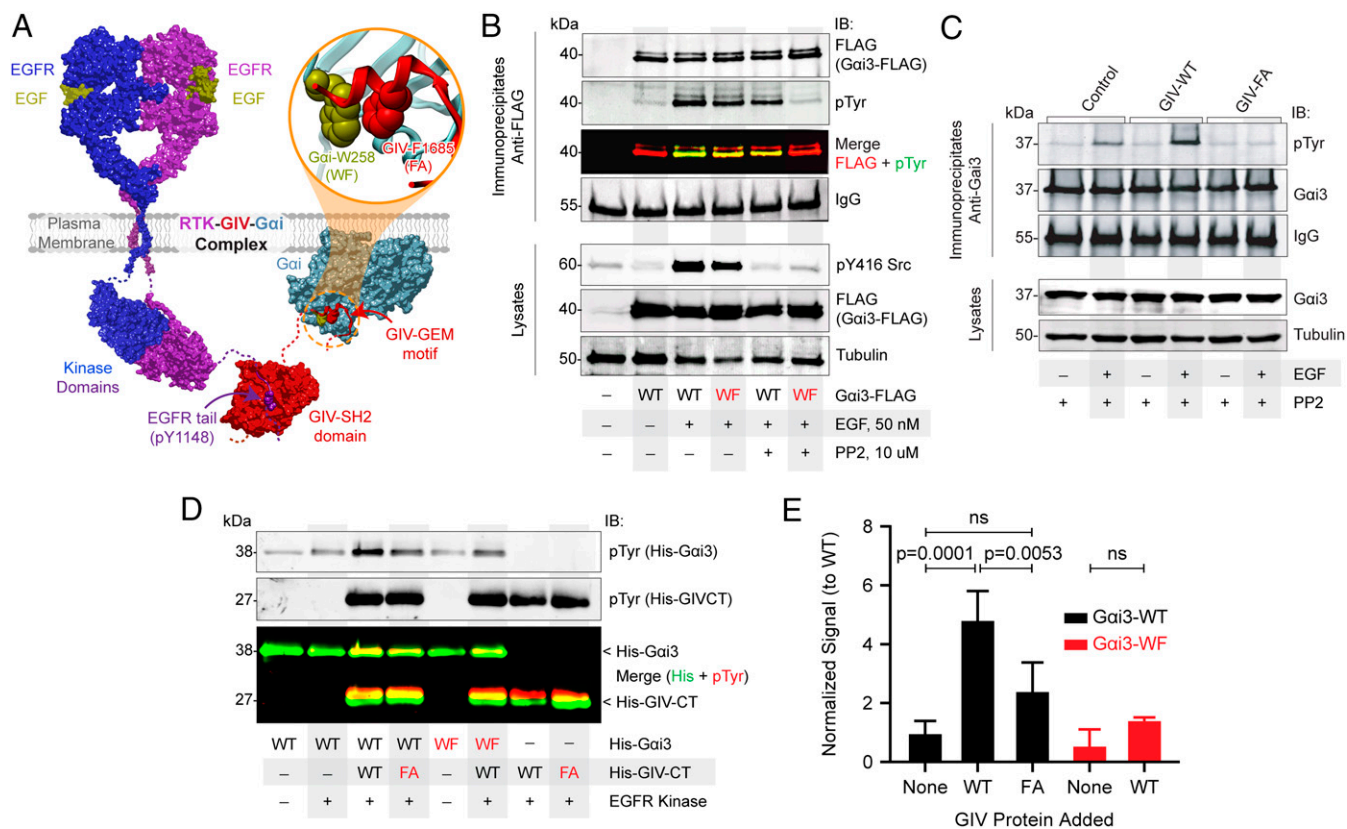 A
EGFR
EGF
EGFR
EGF
Gαi-W258
(WF)
GIV-F1685
(FA)
Plasma
Membrane
RTK-GIV-Gαi
Complex
Gαi
GIV-GEM
motif
Kinase
Domains
EGFR tail
(pY1148)
GIV-SH2
domain
B
kDa
IB:
Immunoprecipitates
Anti-FLAG
40
FLAG
(Gαi3-FLAG)
40
pTyr
40
Merge
FLAG + pTyr
55
IgG
Lysates
60
pY416 Src
40
FLAG
(Gαi3-FLAG)
50
Tubulin
– WT WT WF WT WF Gαi3-FLAG
– – + + + + EGF, 50 nM
– – – – + + PP2, 10 uM
C
Control
GIV-WT
GIV-FA
kDa
IB:
Immunoprecipitates
Anti-Gai3
37
pTyr
37
Gαi3
55
IgG
Lysates
37
Gαi3
50
Tubulin
– + – + – + EGF
+ + + + + + PP2
D
kDa
IB:
38
pTyr (His-Gαi3)
27
pTyr (His-GIVCT)
38
< His-Gαi3
Merge (His + pTyr)
27
< His-GIV-CT
WT WT WT WT WF WF – – His-Gαi3
– – WT FA – WT WT FA His-GIV-CT
– + + + – + + + EGFR Kinase
E
Normalized Signal (to WT)
8
6
4
2
0
ns
p=0.0001
p=0.0053
ns
Gαi3-WT
Gαi3-WF
None WT FA None WT
GIV Protein Added